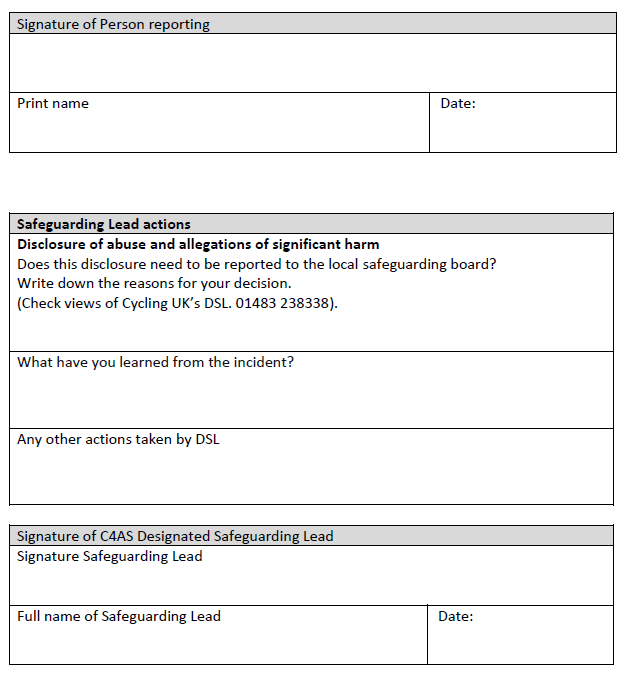 Signature of Person reporting
Print name
Date:
Safeguarding Lead actions
Disclosure of abuse and allegations of significant harm
Does this disclosure need to be reported to the local safeguarding board?
Write down the reasons for your decision.
(Check views of Cycling UK’s DSL. 01483 238338).
What have you learned from the incident?
Any other actions taken by DSL
Signature of C4AS Designated Safeguarding Lead
Signature Safeguarding Lead
Full name of Safeguarding Lead
Date: